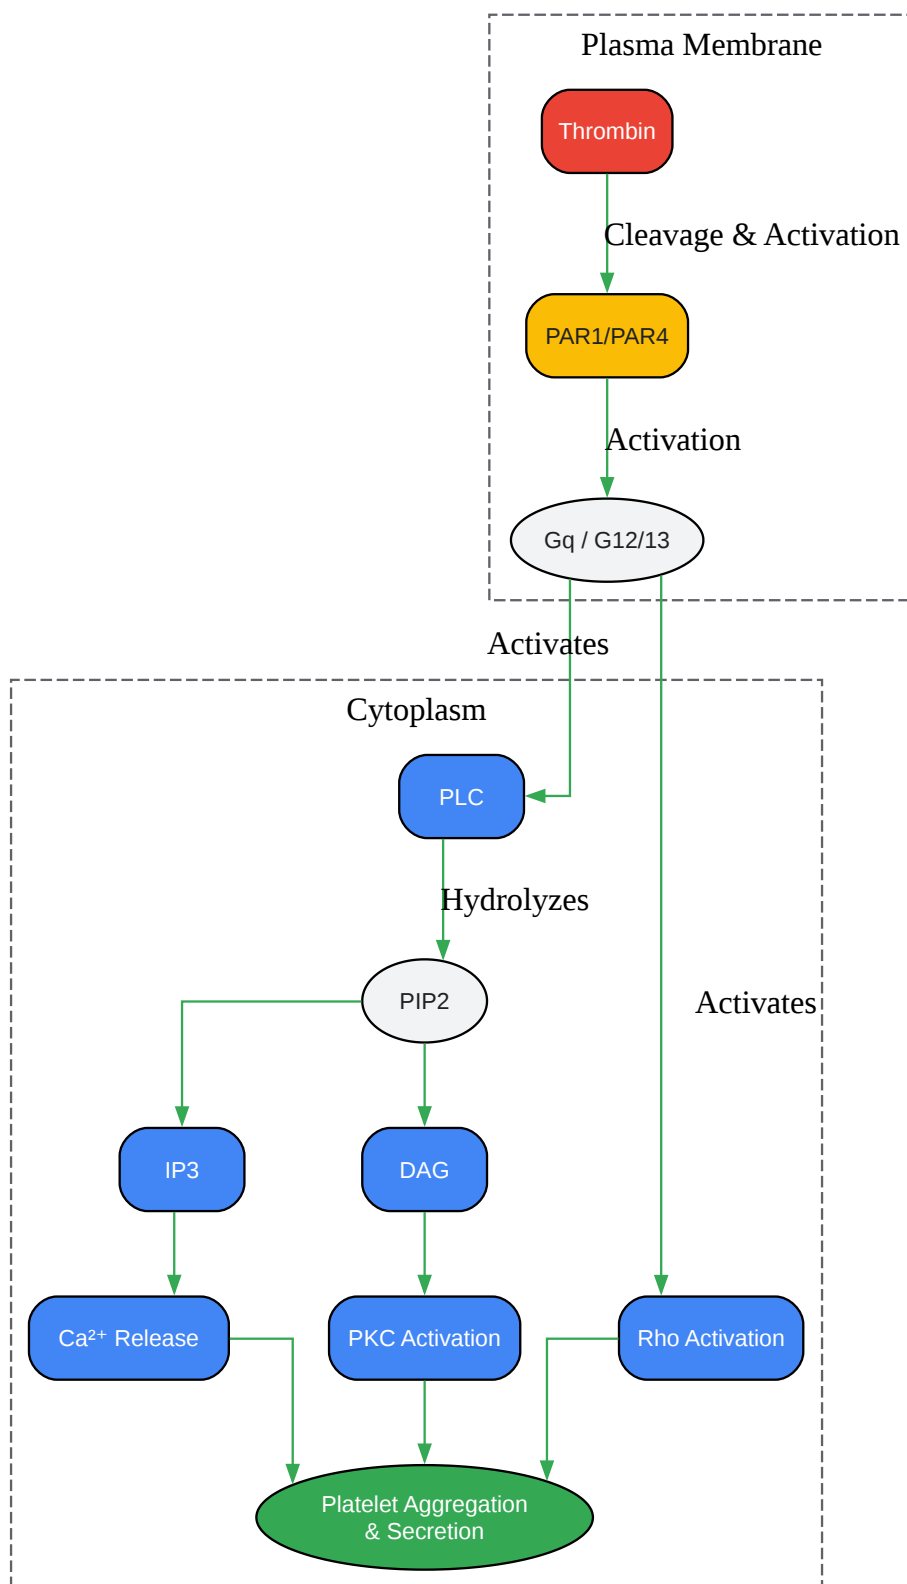 Plasma Membrane
Thrombin
Cleavage & Activation
PAR1/PAR4
Activation
Gq / G12/13
Activates
Cytoplasm
PLC
Hydrolyzes
PIP2
Activates
IP3
DAG
Ca²⁺ Release
PKC Activation
Rho Activation
Platelet Aggregation
& Secretion